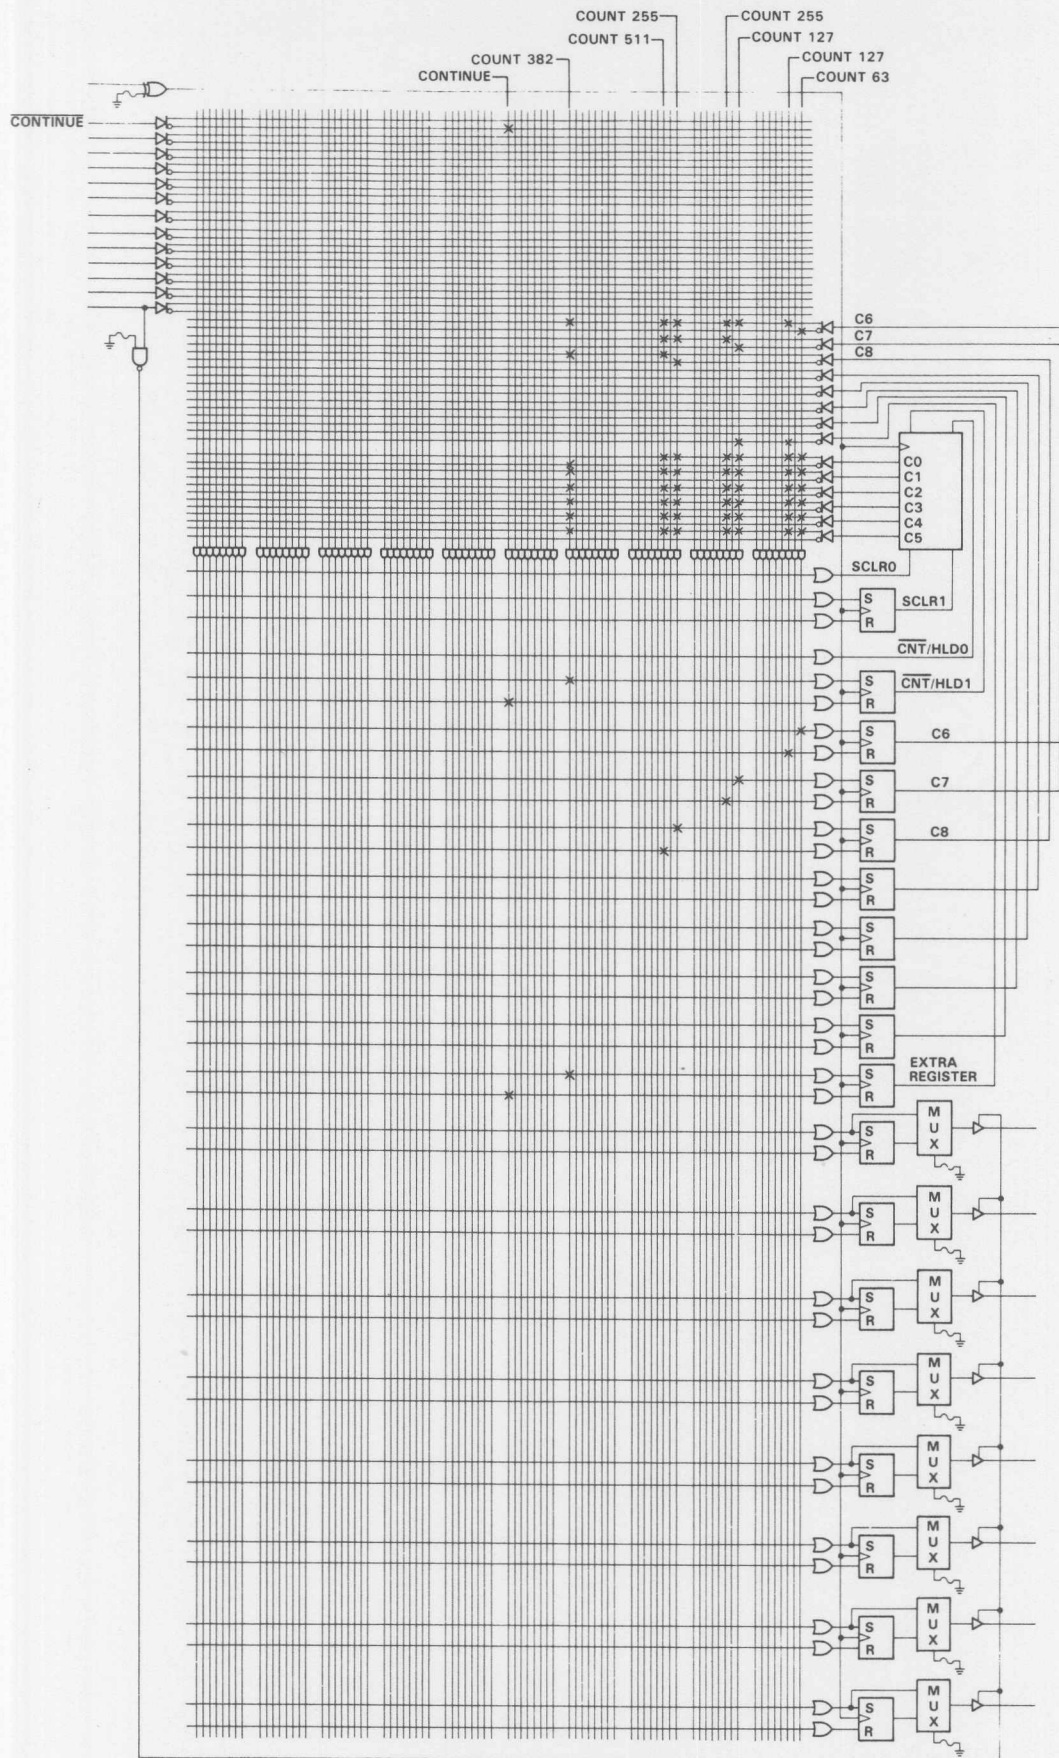 COUNT 255
COUNT 255
COUNT 511
COUNT 127
COUNT 382
COUNT 127
CONTINUE
COUNT 63
CONTINUE
C6
C7
C8
C0
C1
C2
C3
C4
C5
SCLR0
S
R
SCLR1
CNT/HLD0
S
R
CNT/HLD1
S
R
C6
S
R
C7
S
R
C8
S
R
S
R
S
R
S
R
EXTRA
REGISTER
S
R
MUX
S
R
MUX
S
R
MUX
S
R
MUX
S
R
MUX
S
R
MUX
S
R
MUX
S
R
MUX
S
R